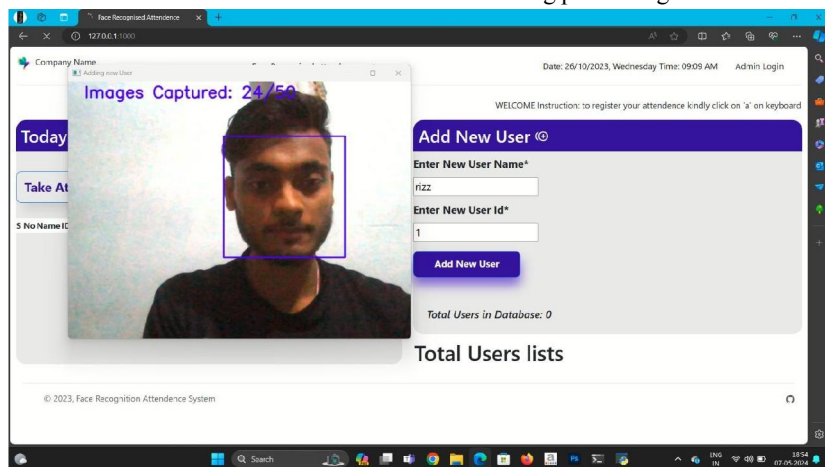 Face Recognised Attendence
127.0.0.1:1000
Company Name
Date: 26/10/2023, Wednesday Time: 09:09 AM
Admin Login
Adding new User
Images Captured: 24/50
WELCOME Instruction: to register your attendence kindly click on 'a' on keyboard
Today
Add New User
Enter New User Name*
rizz
Take At
Enter New User Id*
S No Name ID
1
Add New User
Total Users in Database: 0
Total Users lists
© 2023, Face Recognition Attendence System
Search
ENG
IN
18:54
07-05-2024